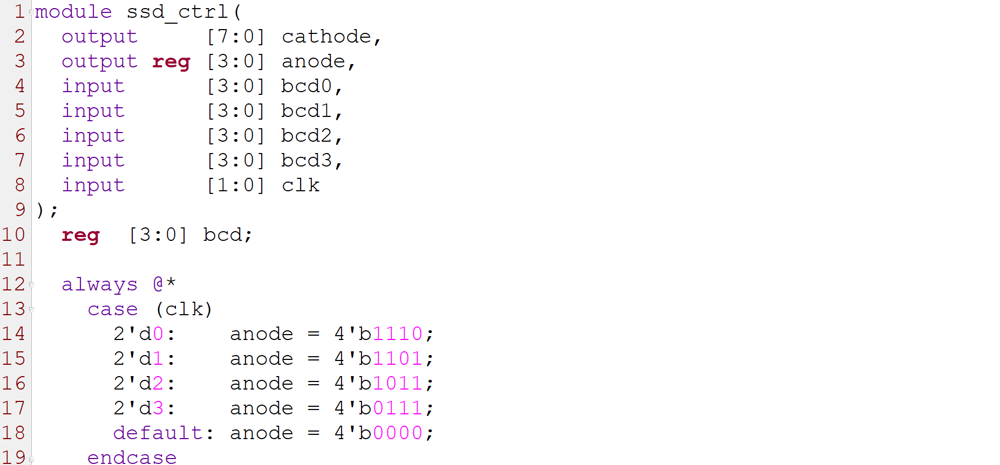 1 module ssd_ctrl(
2   output      [7:0] cathode,
3   output reg [3:0] anode,
4   input       [3:0] bcd0,
5   input       [3:0] bcd1,
6   input       [3:0] bcd2,
7   input       [3:0] bcd3,
8   input       [1:0] clk
9 );
10   reg  [3:0] bcd;
11
12   always @*
13     case (clk)
14       2'd0:    anode = 4'b1110;
15       2'd1:    anode = 4'b1101;
16       2'd2:    anode = 4'b1011;
17       2'd3:    anode = 4'b0111;
18       default: anode = 4'b0000;
19     endcase